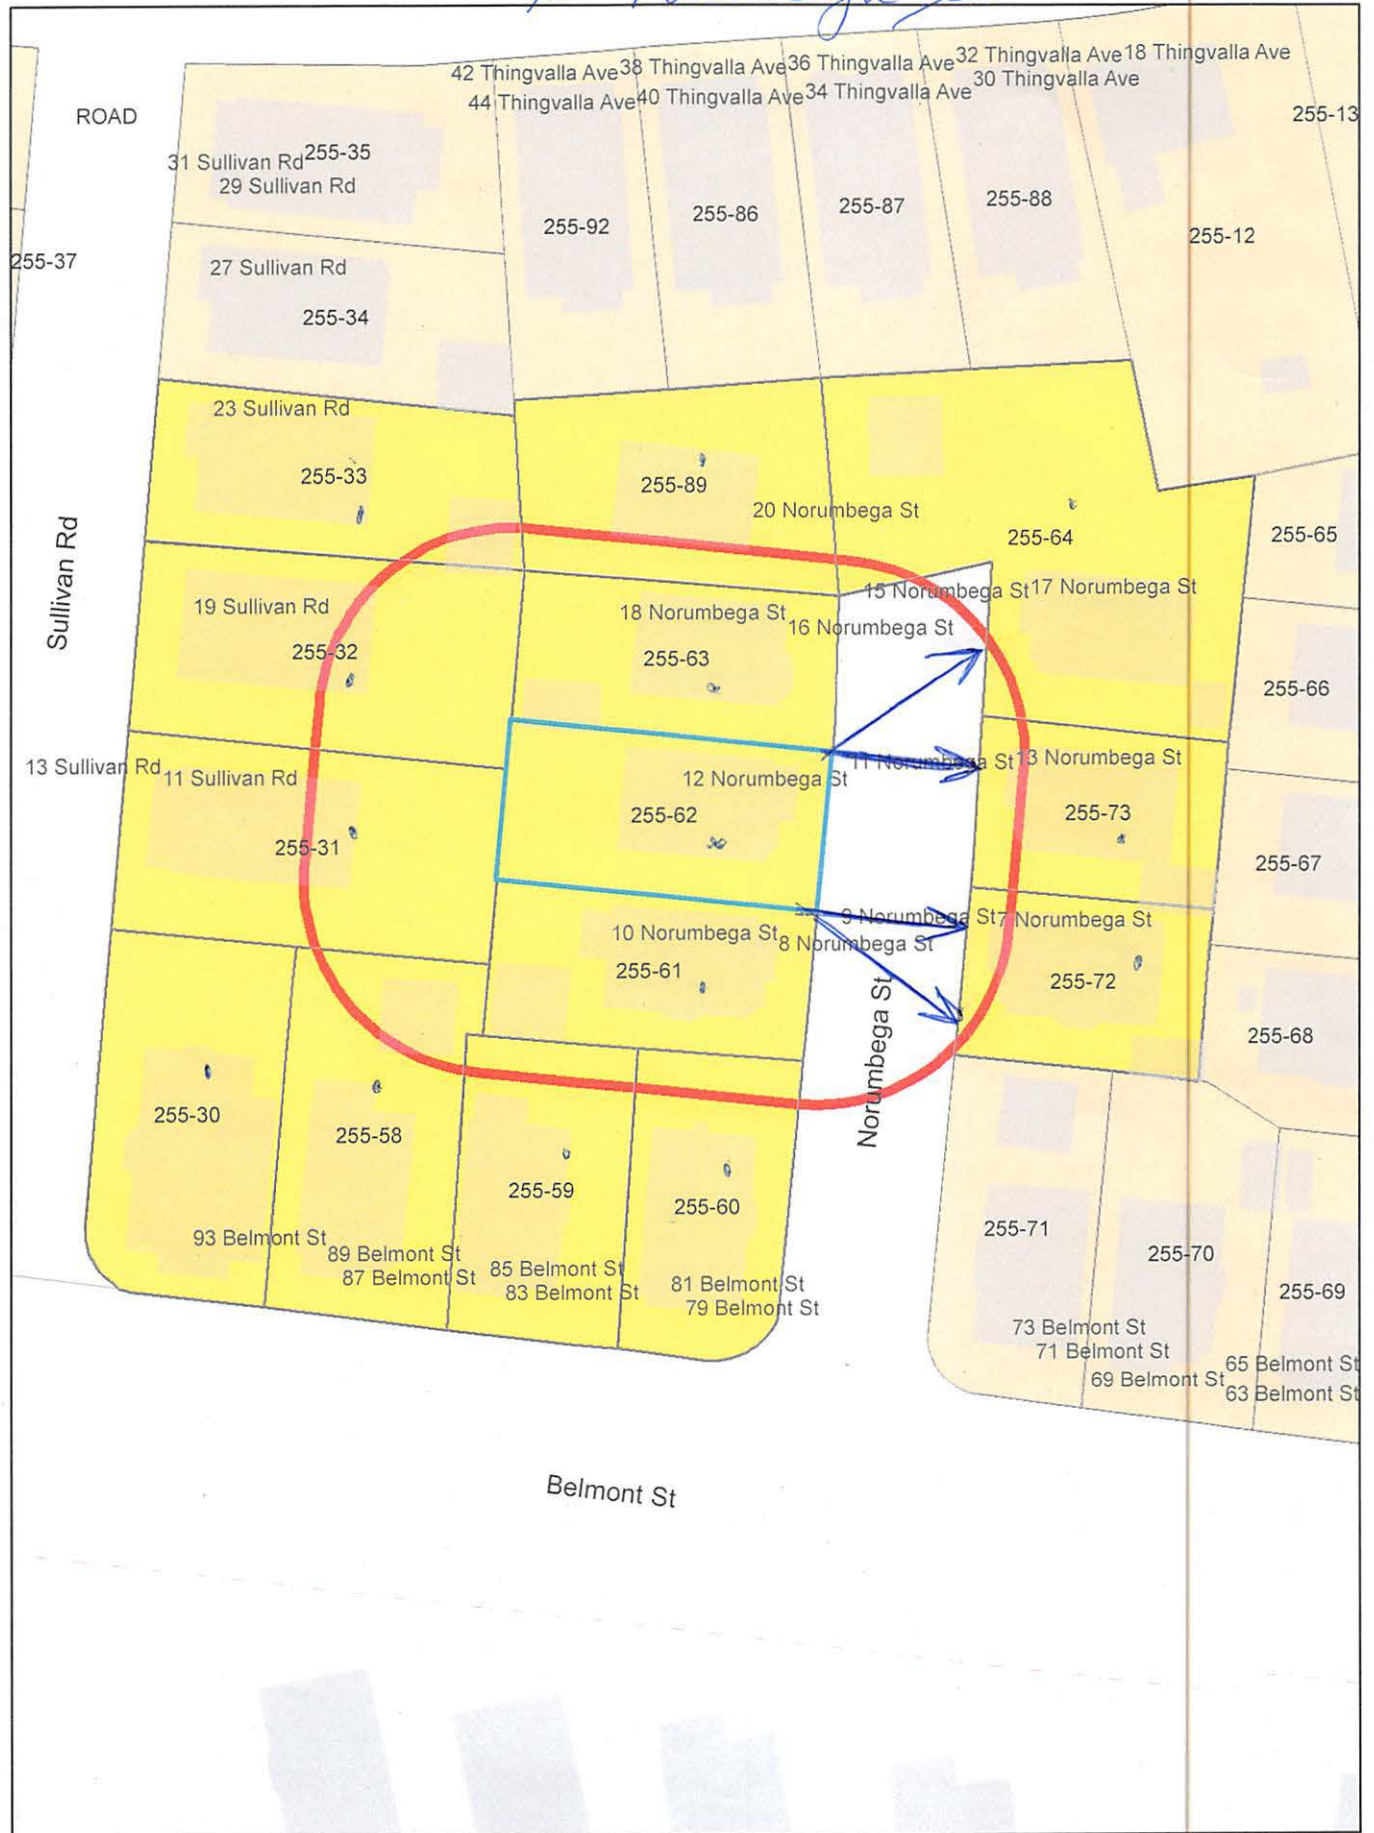 42 Thingvalla Ave 38 Thingvalla Ave 36 Thingvalla Ave 32 Thingvalla Ave 18 Thingvalla Ave
44 Thingvalla Ave 40 Thingvalla Ave 34 Thingvalla Ave 30 Thingvalla Ave
ROAD
255-13
31 Sullivan Rd 255-35
29 Sullivan Rd
255-92 255-86 255-87 255-88
255-12
255-37
27 Sullivan Rd
255-34
23 Sullivan Rd
255-33
255-89
20 Norumbega St
255-64
255-65
Sullivan Rd
19 Sullivan Rd
255-32
18 Norumbega St
16 Norumbega St
15 Norumbega St 17 Norumbega St
255-63
255-66
13 Sullivan Rd 11 Sullivan Rd
255-31
12 Norumbega St
255-62
11 Norumbega St 13 Norumbega St
255-73
255-67
9 Norumbega St 7 Norumbega St
10 Norumbega St 8 Norumbega St
255-61
255-72
Norumbega St
255-68
255-30
255-58
255-59
255-60
255-71
255-70
255-69
93 Belmont St
89 Belmont St
87 Belmont St
85 Belmont St
83 Belmont St
81 Belmont St
79 Belmont St
73 Belmont St
71 Belmont St
69 Belmont St
65 Belmont St
63 Belmont St
Belmont St